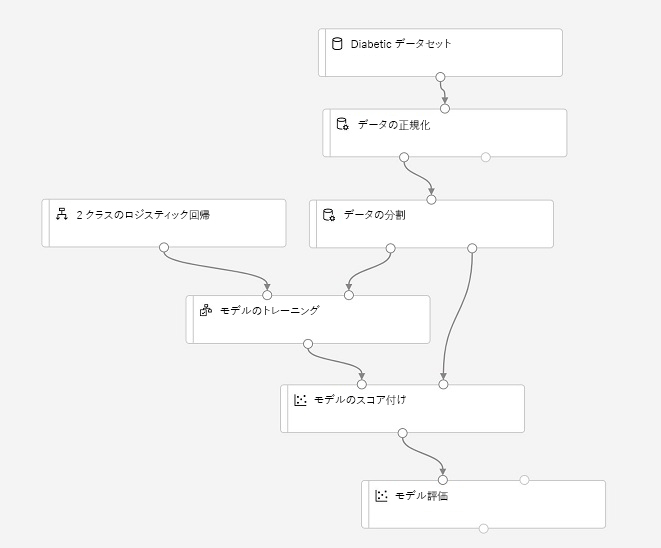 Diabetic データセット
データの正規化
2 クラスのロジスティック回帰
データの分割
モデルのトレーニング
モデルのスコア付け
モデル評価